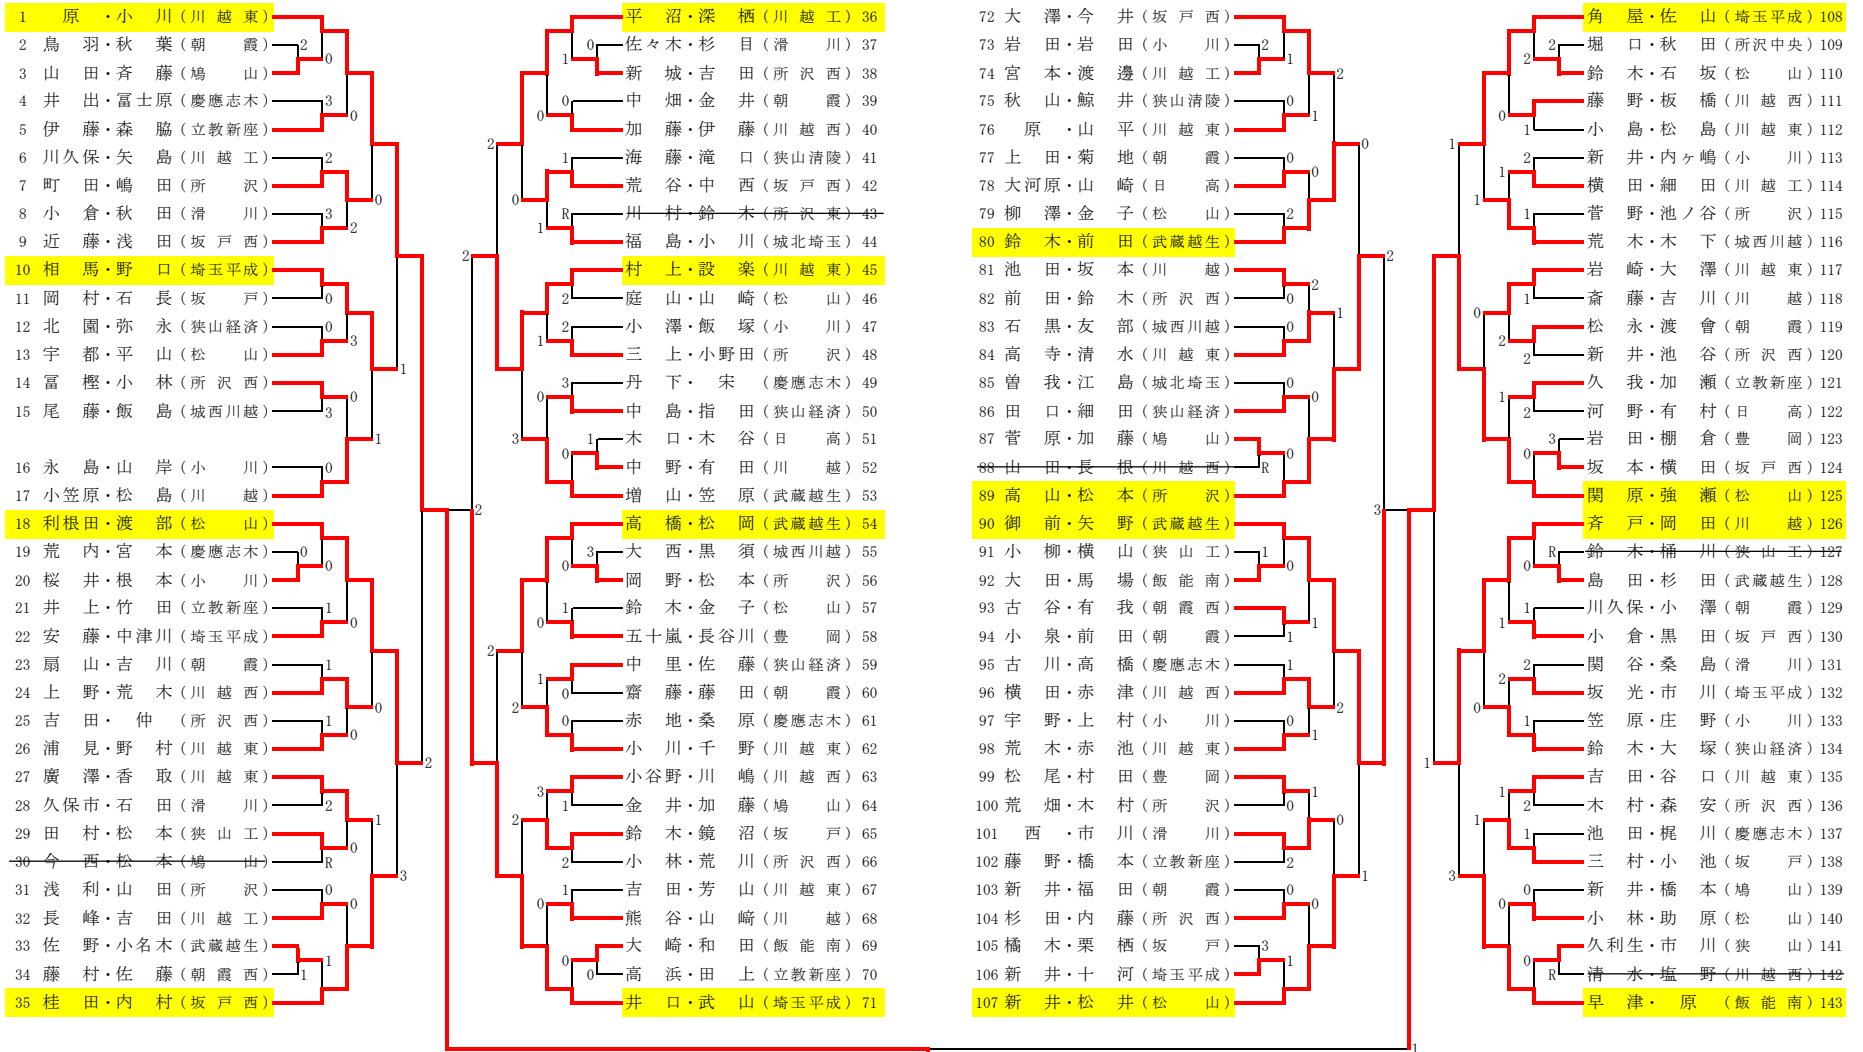 1 原 ・小 川(川 越 東)
2 鳥 羽・秋 葉(朝 霞)
3 山 田・斉 藤(鳩 山)
4 井 出・冨士原(慶應志木)
5 伊 藤・森 脇(立教新座)
6 川久保・矢 島(川 越 工)
7 町 田・嶋 田(所 沢)
8 小 倉・秋 田(滑 川)
9 近 藤・浅 田(坂 戸 西)
10 相 馬・野 口(埼玉平成)
11 岡 村・石 長(坂 戸)
12 北 園・弥 永(狭山経済)
13 宇 都・平 山(松 山)
14 冨 樫・小 林(所 沢 西)
15 尾 藤・飯 島(城西川越)
16 永 島・山 岸(小 川)
17 小笠原・松 島(川 越)
18 利根田・渡 部(松 山)
19 荒 内・宮 本(慶應志木)
20 桜 井・根 本(小 川)
21 井 上・竹 田(立教新座)
22 安 藤・中津川(埼玉平成)
23 扇 山・吉 川(朝 霞)
24 上 野・荒 木(川 越 西)
25 吉 田・ 仲 (所 沢 西)
26 浦 見・野 村(川 越 東)
27 廣 澤・香 取(川 越 東)
28 久保市・石 田(滑 川)
29 田 村・松 本(狭 山 工)
30 今 西・松 本(鳩 山)
31 浅 利・山 田(所 沢)
32 長 峰・吉 田(川 越 工)
33 佐 野・小名木(武蔵越生)
34 藤 村・佐 藤(朝 霞 西)
35 桂 田・内 村(坂 戸 西)
平 沼・深 栖(川 越 工) 36
佐々木・杉 目(滑 川) 37
新 城・吉 田(所 沢 西) 38
中 畑・金 井(朝 霞) 39
加 藤・伊 藤(川 越 西) 40
海 藤・滝 口(狭山清陵) 41
荒 谷・中 西(坂 戸 西) 42
川 村・鈴 木(所 沢 東) 43
福 島・小 川(城北埼玉) 44
村 上・設 楽(川 越 東) 45
庭 山・山 崎(松 山) 46
小 澤・飯 塚(小 川) 47
三 上・小野田(所 沢) 48
丹 下・ 宋 (慶應志木) 49
中 島・指 田(狭山経済) 50
木 口・木 谷(日 高) 51
中 野・有 田(川 越) 52
増 山・笠 原(武蔵越生) 53
高 橋・松 岡(武蔵越生) 54
大 西・黒 須(城西川越) 55
岡 野・松 本(所 沢) 56
鈴 木・金 子(松 山) 57
五十嵐・長谷川(豊 岡) 58
中 里・佐 藤(狭山経済) 59
齋 藤・藤 田(朝 霞) 60
赤 地・桑 原(慶應志木) 61
小 川・千 野(川 越 東) 62
小谷野・川 嶋(川 越 西) 63
金 井・加 藤(鳩 山) 64
鈴 木・鏡 沼(坂 戸) 65
小 林・荒 川(所 沢 西) 66
吉 田・芳 山(川 越 東) 67
熊 谷・山 﨑(川 越) 68
大 崎・和 田(飯 能 南) 69
高 浜・田 上(立教新座) 70
井 口・武 山(埼玉平成) 71
72 大 澤・今 井(坂 戸 西)
73 岩 田・岩 田(小 川)
74 宮 本・渡 邊(川 越 工)
75 秋 山・鯨 井(狭山清陵)
76 原 ・山 平(川 越 東)
77 上 田・菊 地(朝 霞)
78 大河原・山 崎(日 高)
79 柳 澤・金 子(松 山)
80 鈴 木・前 田(武蔵越生)
81 池 田・坂 本(川 越)
82 前 田・鈴 木(所 沢 西)
83 石 黒・友 部(城西川越)
84 高 寺・清 水(川 越 東)
85 曽 我・江 島(城北埼玉)
86 田 口・細 田(狭山経済)
87 菅 原・加 藤(鳩 山)
88 山 田・長 根(川 越 西)
89 高 山・松 本(所 沢)
90 御 前・矢 野(武蔵越生)
91 小 柳・横 山(狭 山 工)
92 大 田・馬 場(飯 能 南)
93 古 谷・有 我(朝 霞 西)
94 小 泉・前 田(朝 霞)
95 古 川・高 橋(慶應志木)
96 横 田・赤 津(川 越 西)
97 宇 野・上 村(小 川)
98 荒 木・赤 池(川 越 東)
99 松 尾・村 田(豊 岡)
100 荒 畑・木 村(所 沢)
101 西 ・市 川(滑 川)
102 藤 野・橋 本(立教新座)
103 新 井・福 田(朝 霞)
104 杉 田・内 藤(所 沢 西)
105 橘 木・栗 栖(坂 戸)
106 新 井・十 河(埼玉平成)
107 新 井・松 井(松 山)
角 屋・佐 山(埼玉平成) 108
堀 口・秋 田(所沢中央) 109
鈴 木・石 坂(松 山) 110
藤 野・板 橋(川 越 西) 111
小 島・松 島(川 越 東) 112
新 井・内ヶ嶋(小 川) 113
横 田・細 田(川 越 工) 114
菅 野・池ノ谷(所 沢) 115
荒 木・木 下(城西川越) 116
岩 崎・大 澤(川 越 東) 117
斎 藤・吉 川(川 越) 118
松 永・渡 會(朝 霞) 119
新 井・池 谷(所 沢 西) 120
久 我・加 瀬(立教新座) 121
河 野・有 村(日 高) 122
岩 田・棚 倉(豊 岡) 123
坂 本・横 田(坂 戸 西) 124
関 原・強 瀬(松 山) 125
斉 戸・岡 田(川 越) 126
鈴 木・桶 川(狭 山 工) 127
島 田・杉 田(武蔵越生) 128
川久保・小 澤(朝 霞) 129
小 倉・黒 田(坂 戸 西) 130
関 谷・桑 島(滑 川) 131
坂 光・市 川(埼玉平成) 132
笠 原・庄 野(小 川) 133
鈴 木・大 塚(狭山経済) 134
吉 田・谷 口(川 越 東) 135
木 村・森 安(所 沢 西) 136
池 田・梶 川(慶應志木) 137
三 村・小 池(坂 戸) 138
新 井・橋 本(鳩 山) 139
小 林・助 原(松 山) 140
久利生・市 川(狭 山) 141
清 水・塩 野(川 越 西) 142
早 津・ 原 (飯 能 南) 143